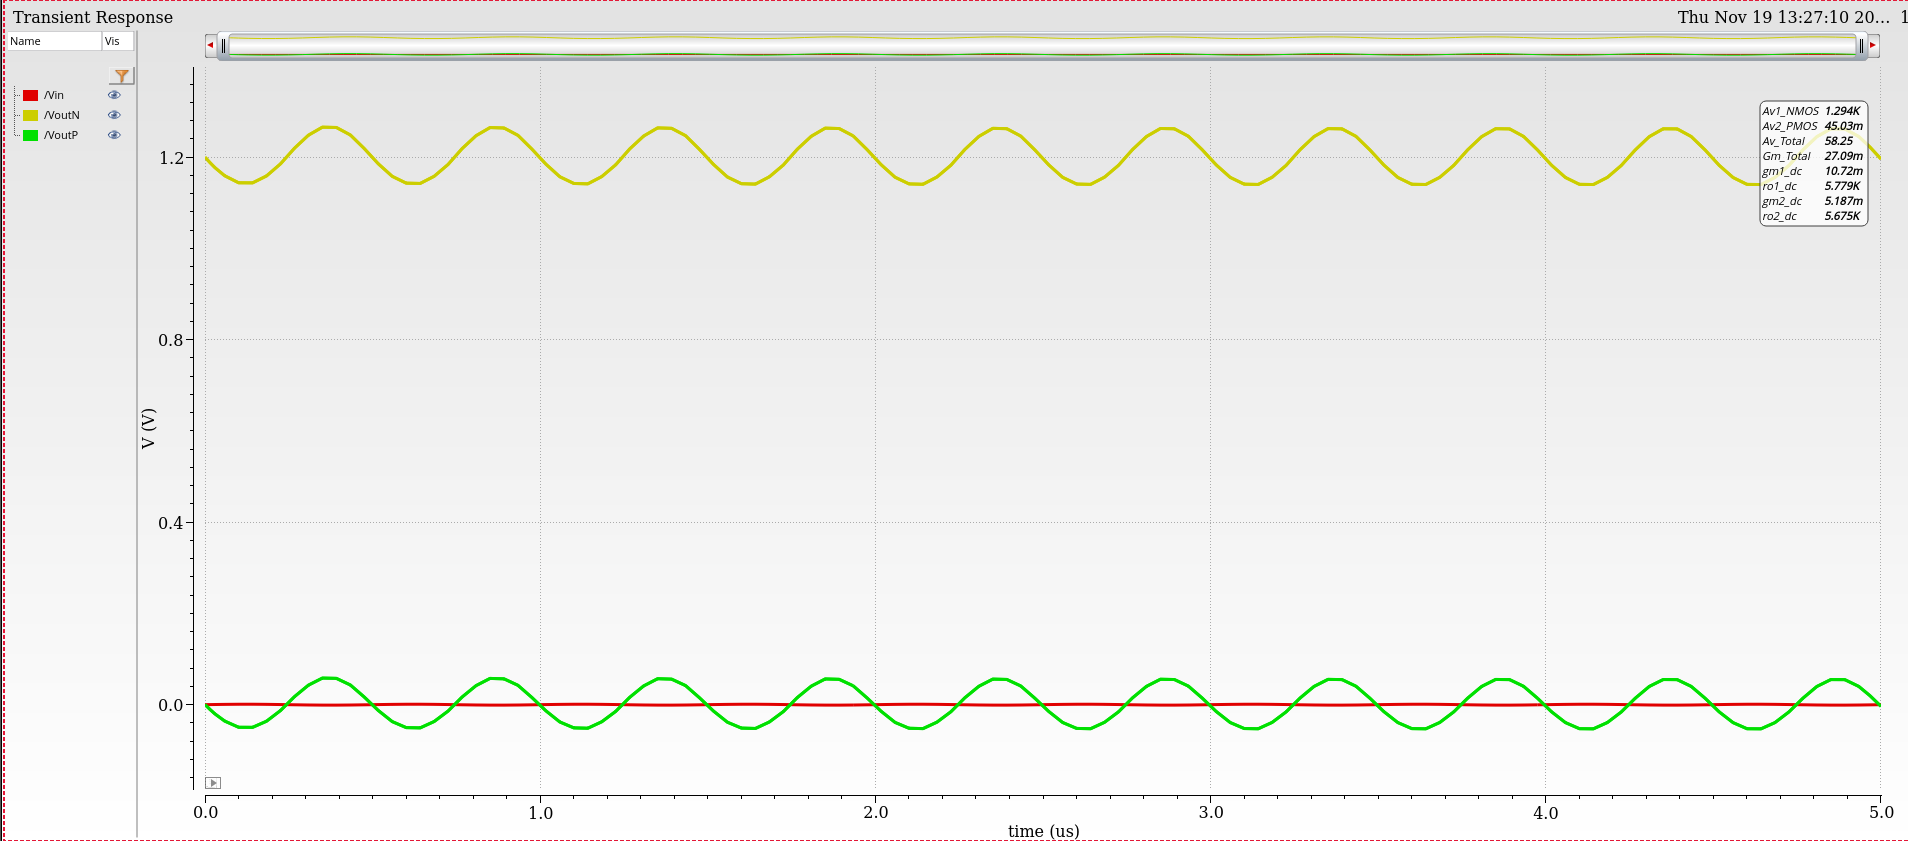 Transient Response
Thu Nov 19 13:27:10 20... 1
Name Vis
/Vin
/VoutN
/VoutP
Av1_NMOS 1.294K
Av2_PMOS 45.03m
Av_Total 58.25
Gm_Total 27.09m
gm1_dc 10.72m
ro1_dc 5.779K
gm2_dc 5.187m
ro2_dc 5.675K
1.2
0.8
0.4
0.0
V (V)
0.0 1.0 2.0 3.0 4.0 5.0
time (us)